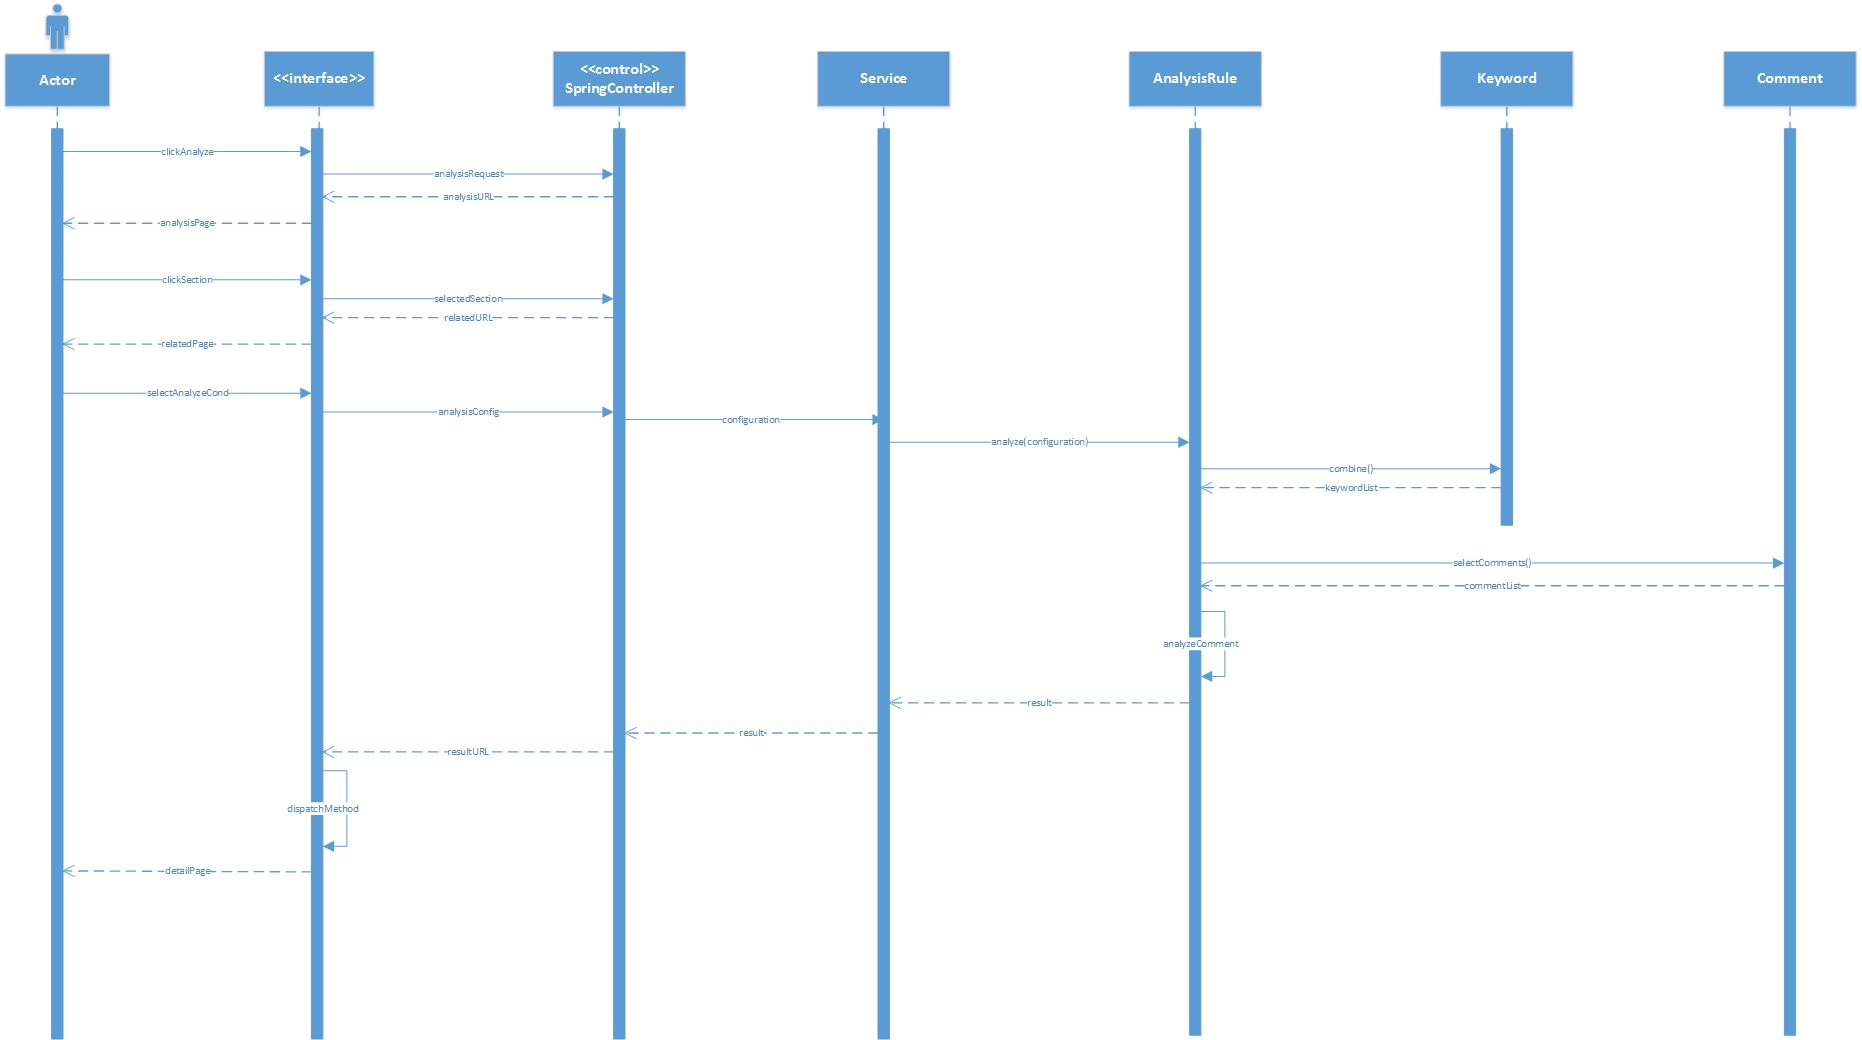 Actor
<<interface>>
<<control>>
SpringController
Service
AnalysisRule
Keyword
Comment
clickAnalyze
analysisRequest
analysisURL
analysisPage
clickSection
selectedSection
relatedURL
relatedPage
selectAnalyzeCond
analysisConfig
configuration
analyze(configuration)
combine()
keywordList
selectComments()
commentList
analyzeComment
result
result
resultURL
dispatchMethod
detailPage